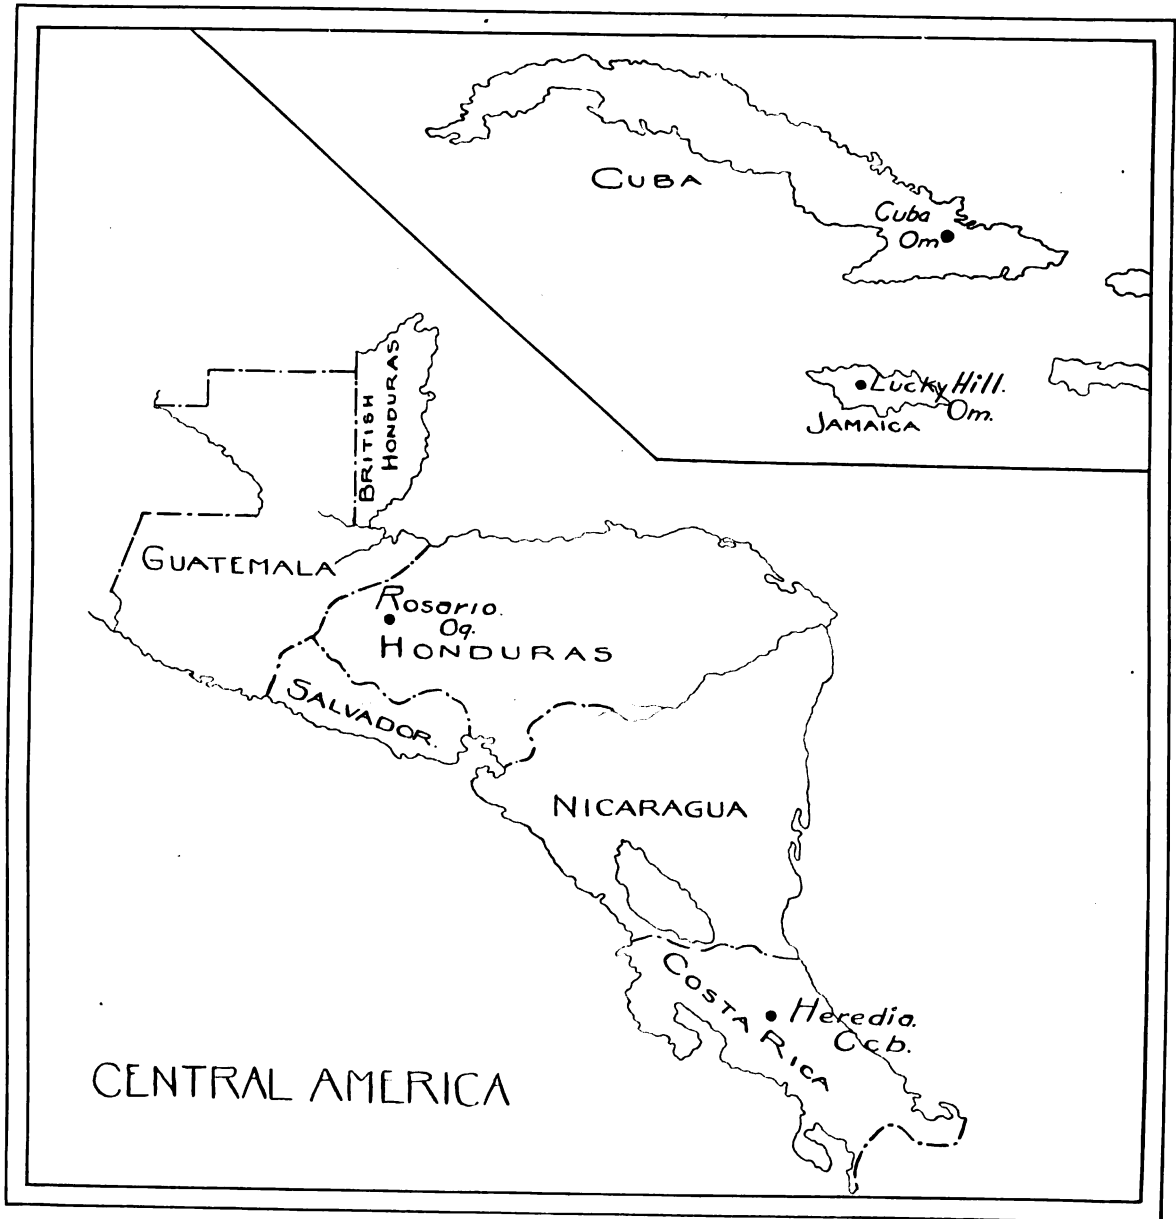 CUBA
Cuba
Om
Lucky Hill.
Om.
JAMAICA
BRITISH
HONDURAS
GUATEMALA
Rosario.
Oq.
HONDURAS
SALVADOR.
NICARAGUA
COSTA RICA
Heredia.
Ccb.
CENTRAL AMERICA